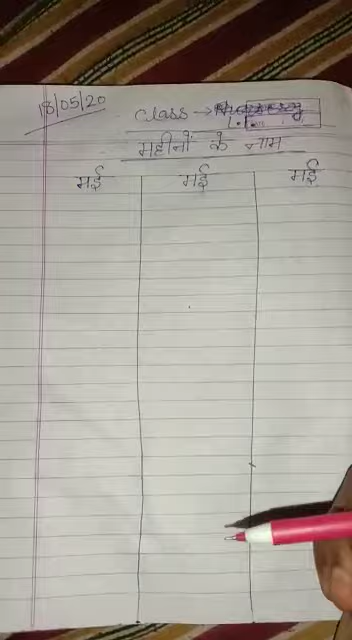 18/05/20
Class →
महीनों के नाम
मई मई मई